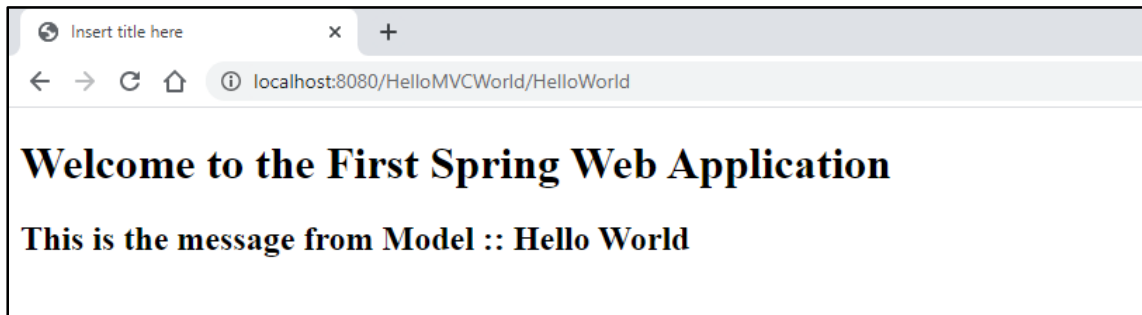 Insert title here
localhost:8080/HelloMVCWorld/HelloWorld
Welcome to the First Spring Web Application
This is the message from Model :: Hello World